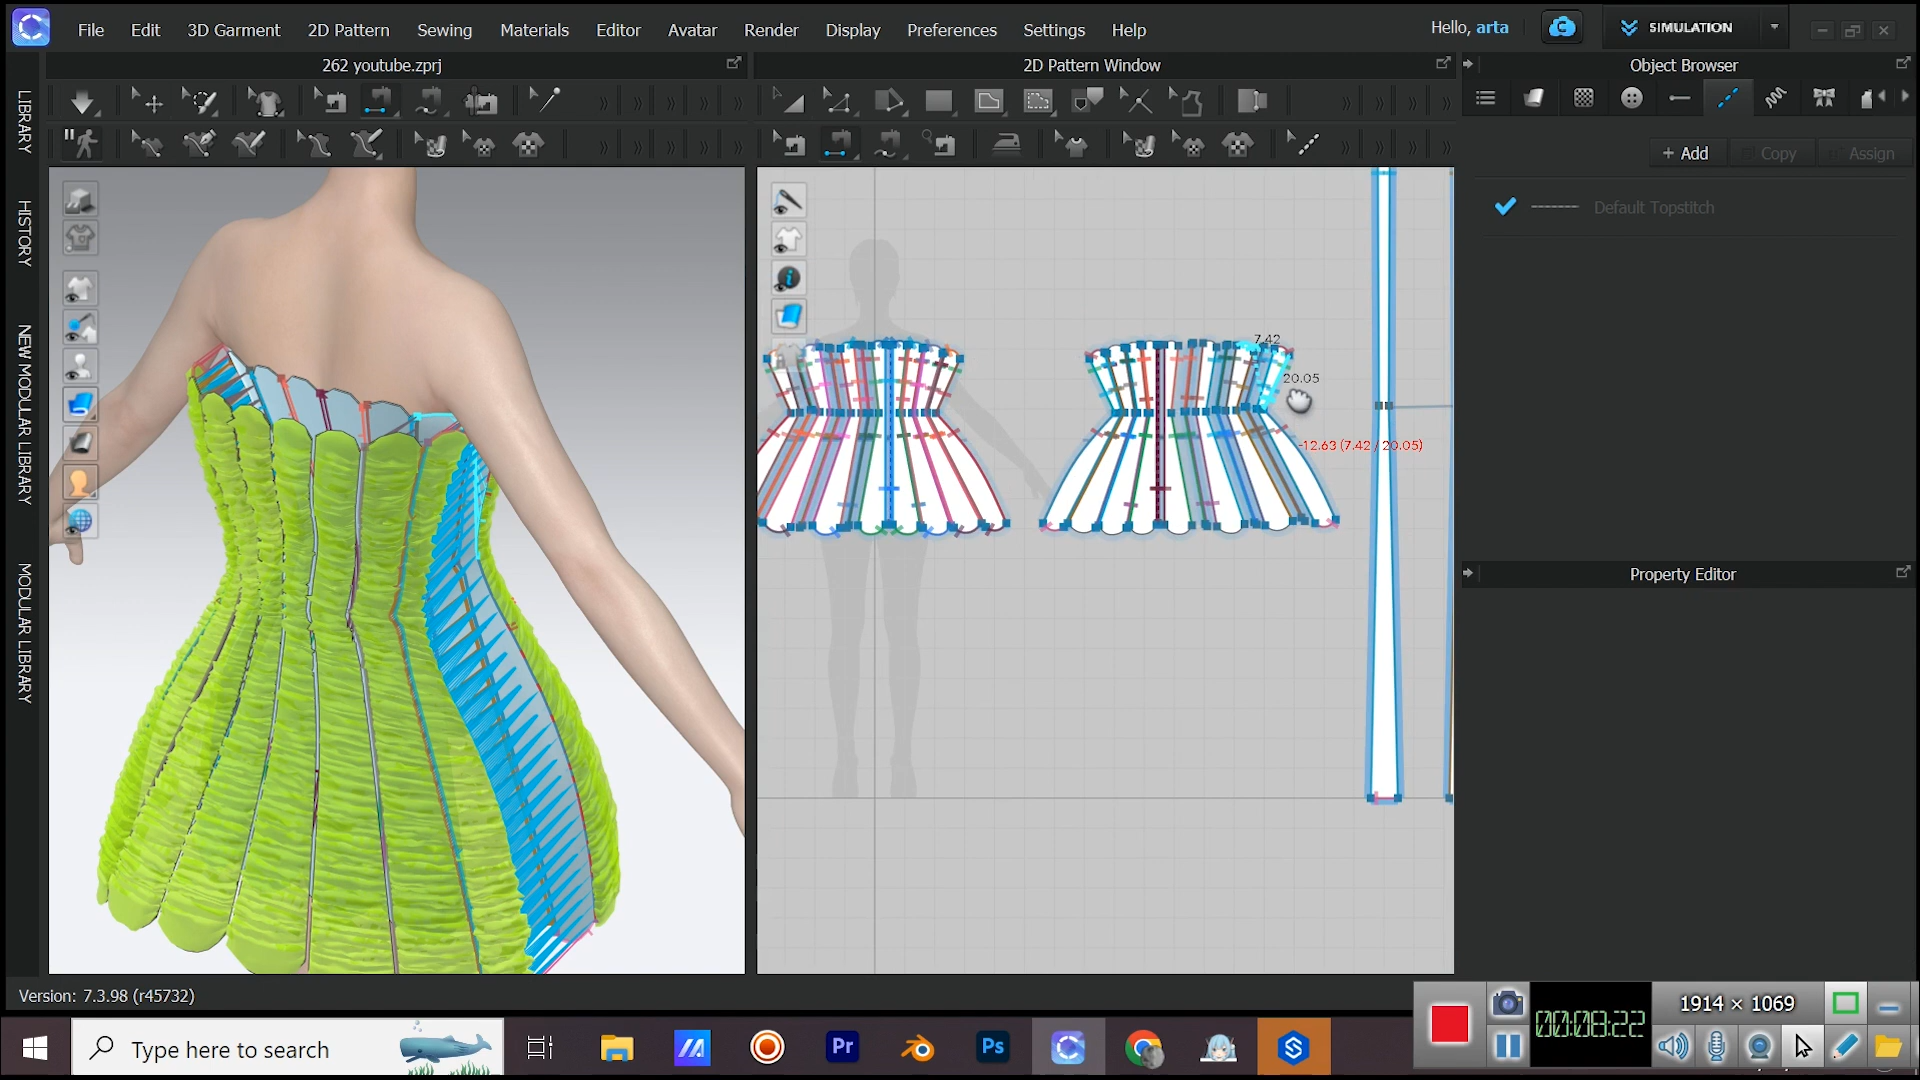 File Edit 3D Garment 2D Pattern Sewing Materials Editor Avatar Render Display Preferences Settings Help
Hello, arta
SIMULATION
262 youtube.zprj
2D Pattern Window
Object Browser
LIBRARY
HISTORY
NEW MODULAR LIBRARY
MODULAR LIBRARY
+ Add
Copy
Assign
Default Topstitch
7.42
20.05
-12.63 (7.42 / 20.05)
Property Editor
Version: 7.3.98 (r45732)
1914 × 1069
00:08:22
Type here to search
Pr
Ps